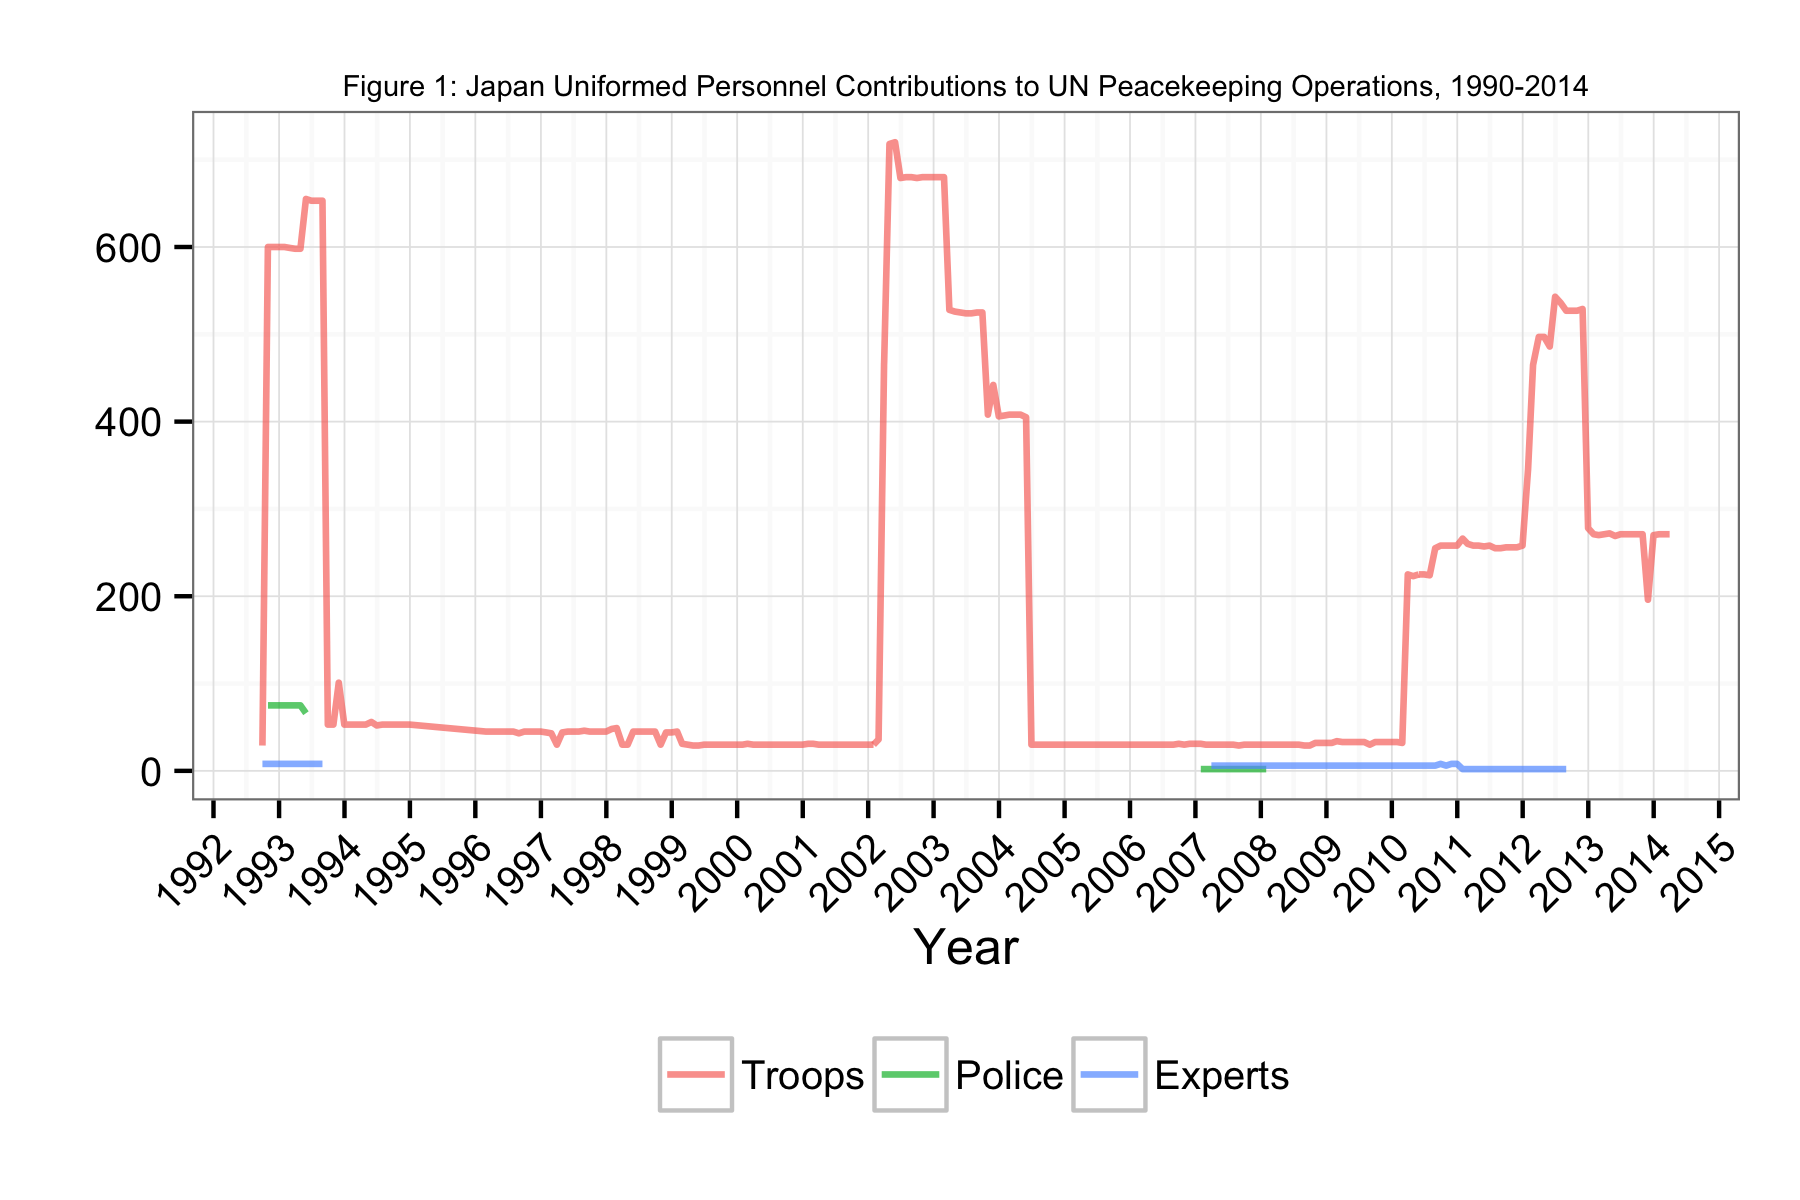 Figure 1: Japan Uniformed Personnel Contributions to UN Peacekeeping Operations, 1990-2014
600
400
200
0
1992 1993 1994 1995 1996 1997 1998 1999 2000 2001 2002 2003 2004 2005 2006 2007 2008 2009 2010 2011 2012 2013 2014 2015
Year
Troops Police Experts